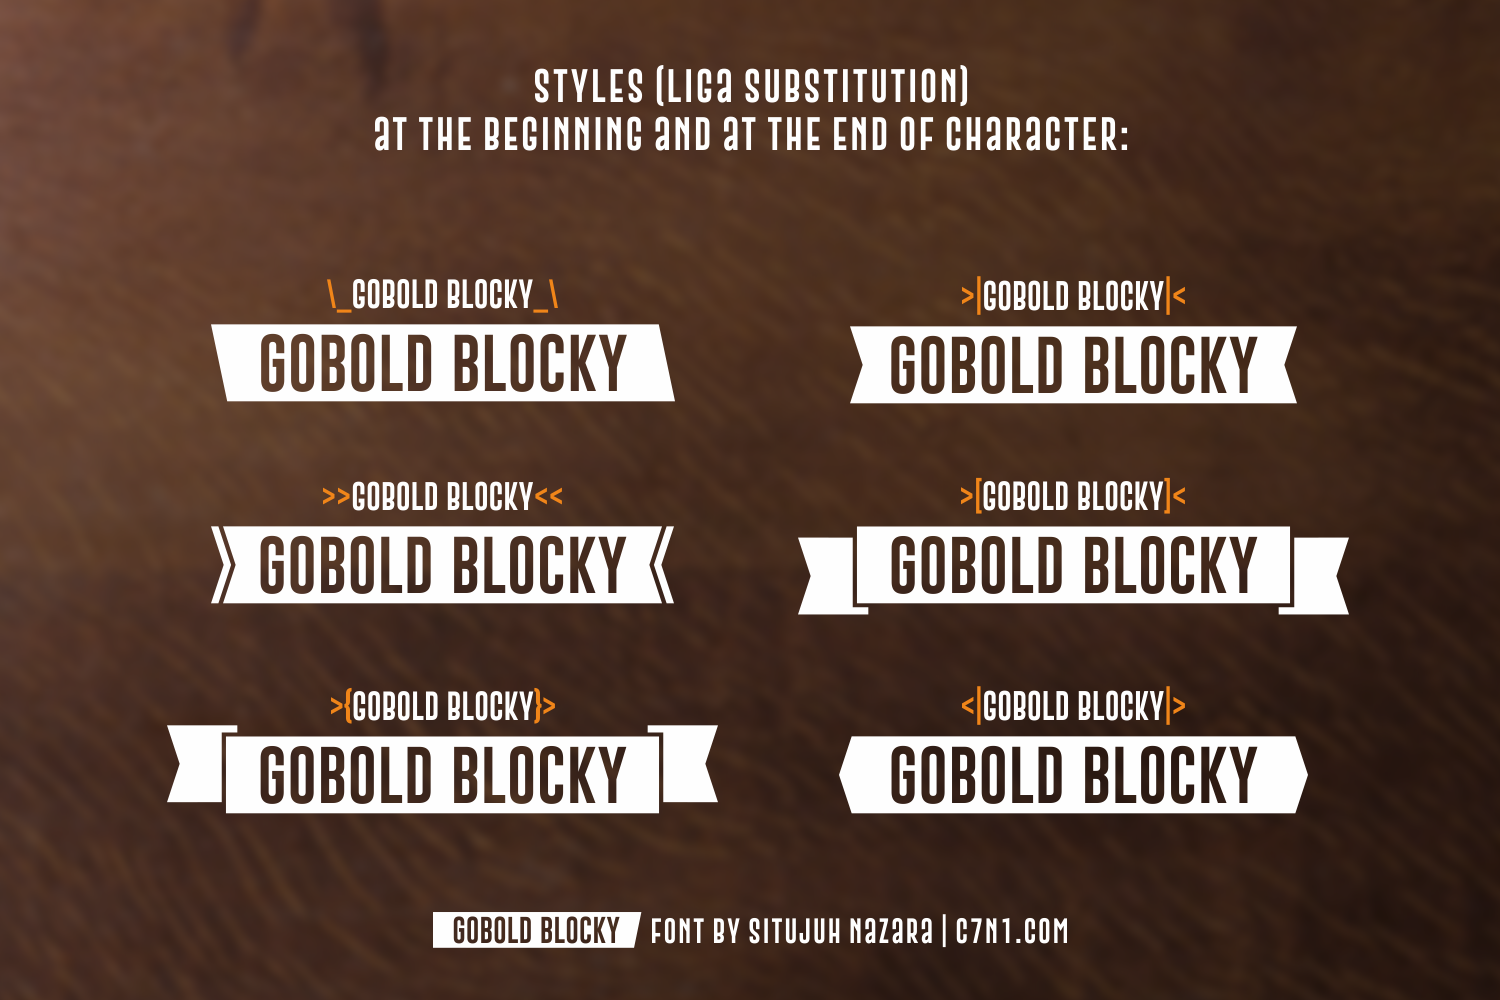 STYLES (LIGa SUBSTITUTION)
aT THE BEGINNING aND aT THE END OF CHaRaCTER:
\_GOBOLD BLOCKY_\
GOBOLD BLOCKY
>|GOBOLD BLOCKY|<
GOBOLD BLOCKY
>>GOBOLD BLOCKY<<
GOBOLD BLOCKY
>[GOBOLD BLOCKY]<
GOBOLD BLOCKY
>{GOBOLD BLOCKY}>
GOBOLD BLOCKY
<|GOBOLD BLOCKY|>
GOBOLD BLOCKY
GOBOLD BLOCKY FONT BY SITUJUH NaZaRa | C7N1.COM